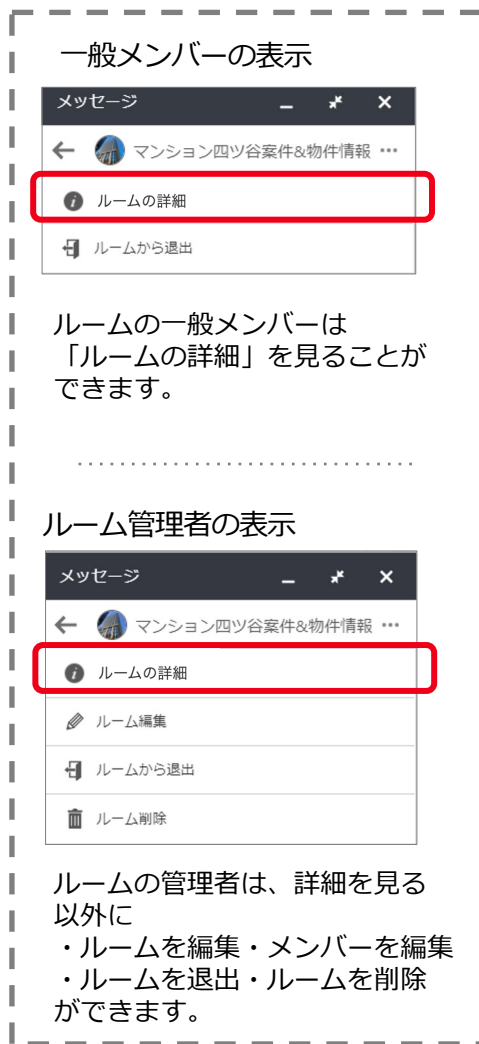 一般メンバーの表示
メッセージ
マンション四ツ谷案件&物件情報 ···
ルームの詳細
ルームから退出
ルームの一般メンバーは
「ルームの詳細」を見ることが
できます。
ルーム管理者の表示
メッセージ
マンション四ツ谷案件&物件情報 ···
ルームの詳細
ルーム編集
ルームから退出
ルーム削除
ルームの管理者は、詳細を見る
以外に
・ルームを編集・メンバーを編集
・ルームを退出・ルームを削除
ができます。